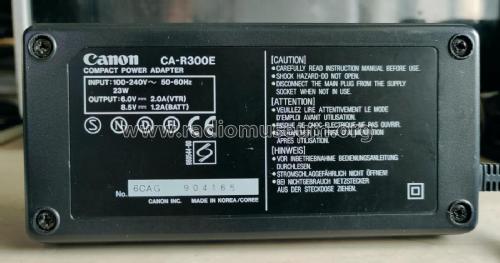 Canon CA-R300E
COMPACT POWER ADAPTER
INPUT: 100-240V～ 50-60Hz
23W
OUTPUT: 6.0V⎓ 2.0A(VTR)
8.5V⎓ 1.2A(BATT)
S N D F
No. 6CAG 904165
CANON INC. MADE IN KOREA/COREE
[CAUTION]
•CAREFULLY READ INSTRUCTION MANUAL BEFORE USE.
•SHOCK HAZARD-DO NOT OPEN.
•DISCONNECT THE MAIN PLUG FROM THE SUPPLY
SOCKET WHEN NOT IN USE.
[ATTENTION]
•VEUILLEZ LIRE ATTENTIVEMENT LE MODE
D'EMPLOI AVANT UTILISATION.
•RISQUE DE CHOC-ELECTRIQUE-NE PAS OUVRIR.
APRES UTILISATION.
[HINWEIS]
•VOR INBETRIEBNAHME BEDIENUNGSANLEITUNG
DURCHLESEN.
•STROMSCHLAGGEFAHR!LÜFTEN NICHT ÖFFNEN!
•BEI NICHTGEBRAUCH NETZSTECKER
AUS DER STECKDOSE ZIEHEN.
www.radiomuseum.org